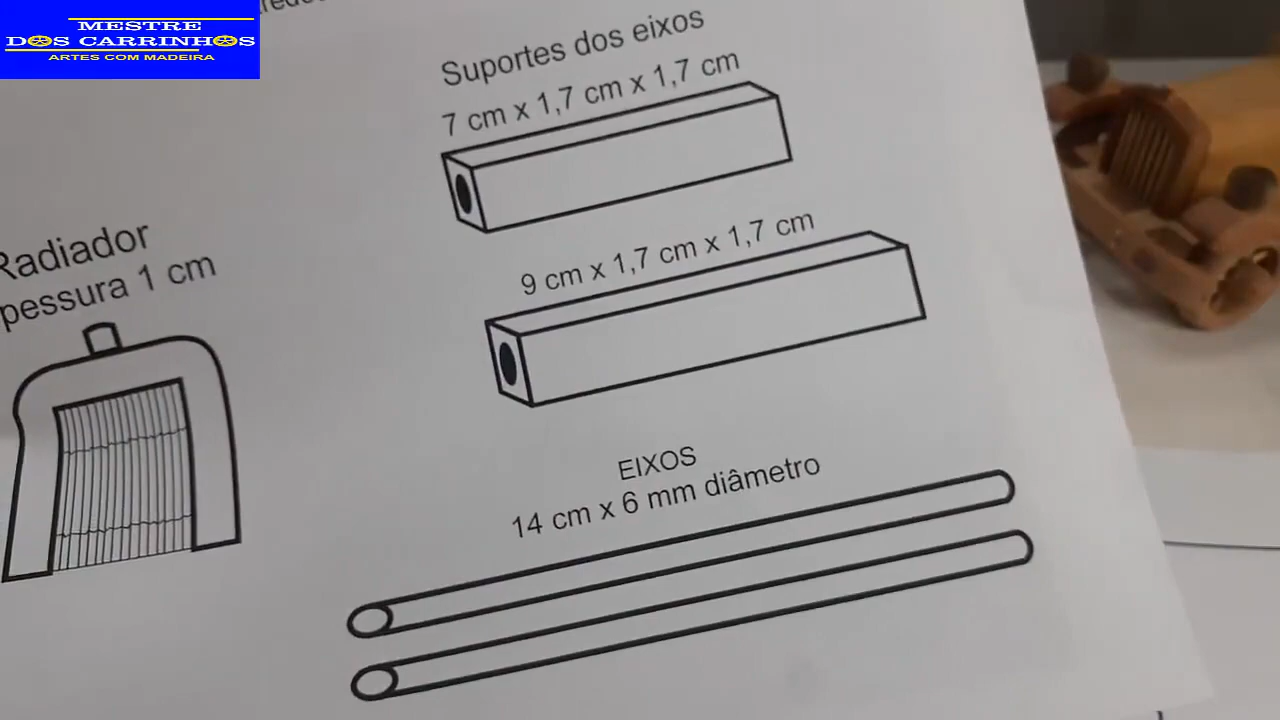 MESTRE
DOS CARRINHOS
ARTES COM MADEIRA
Suportes dos eixos
7 cm x 1,7 cm x 1,7 cm
9 cm x 1,7 cm x 1,7 cm
Radiador
pessura 1 cm
EIXOS
14 cm x 6 mm diâmetro